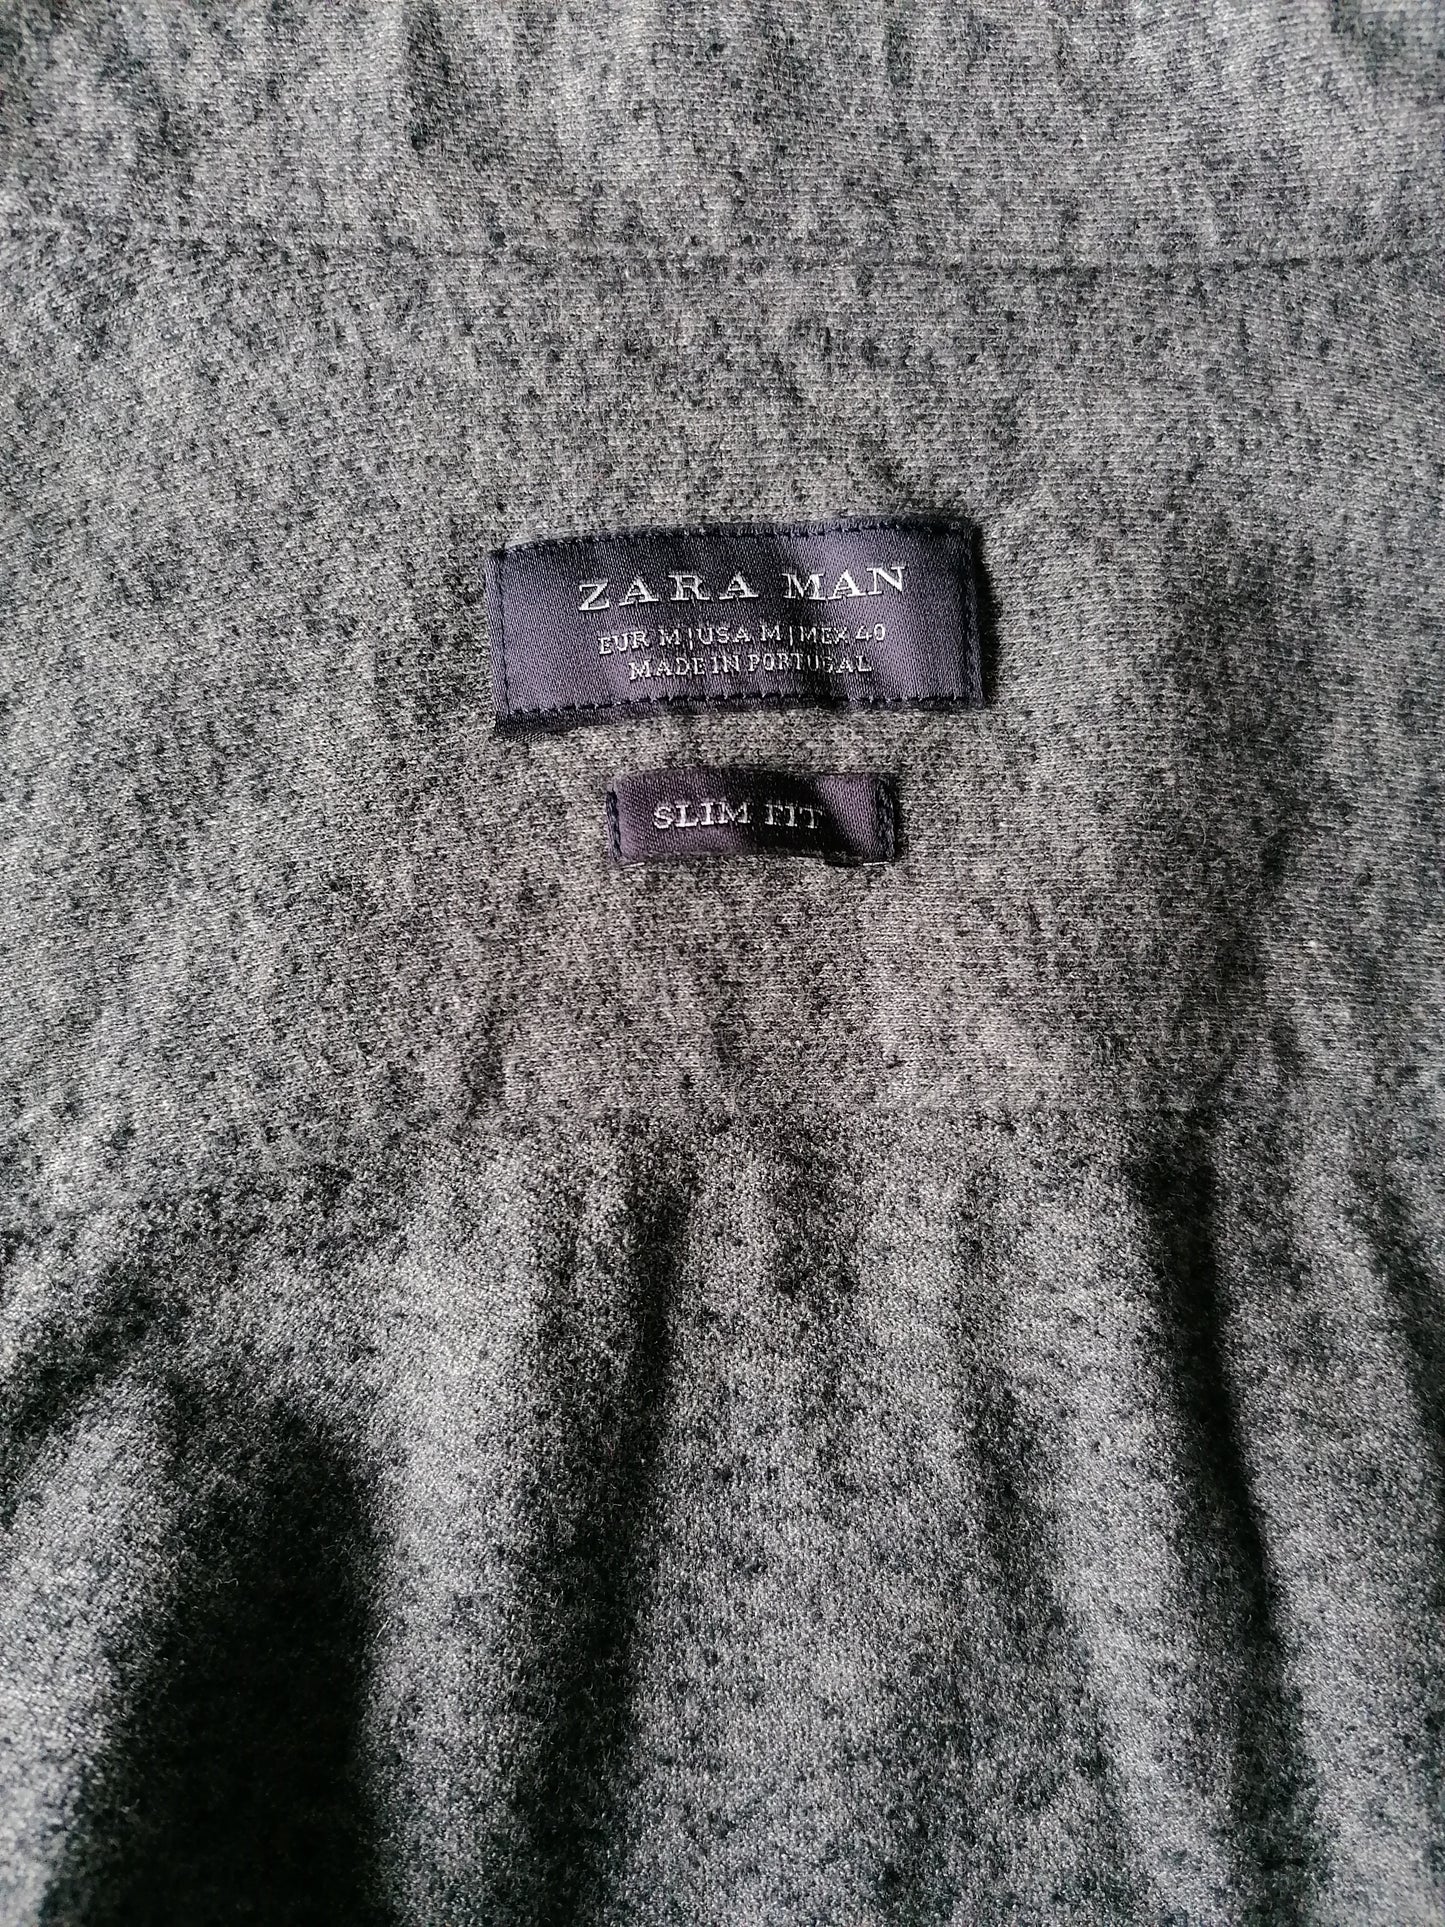 ZARA MAN
EUR M | USA M | MEX 40
MADE IN PORTUGAL
SLIM FIT